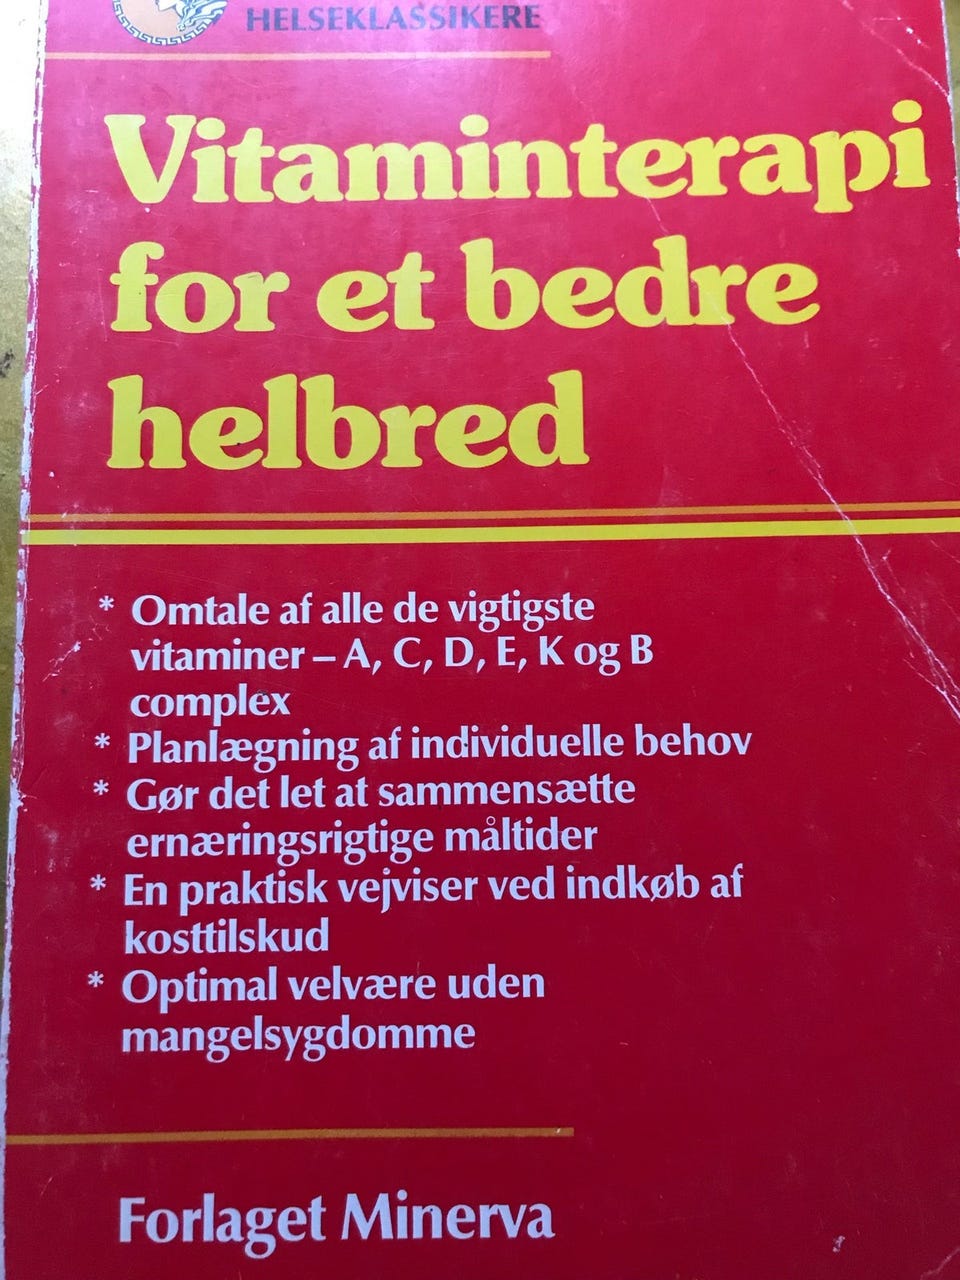 HELSEKLASSIKERE
Vitaminterapi
for et bedre
helbred
* Omtale af alle de vigtigste
vitaminer – A, C, D, E, K og B
complex
* Planlægning af individuelle behov
* Gør det let at sammensætte
ernæringsrigtige måltider
* En praktisk vejviser ved indkøb af
kosttilskud
* Optimal velvære uden
mangelsygdomme
Forlaget Minerva